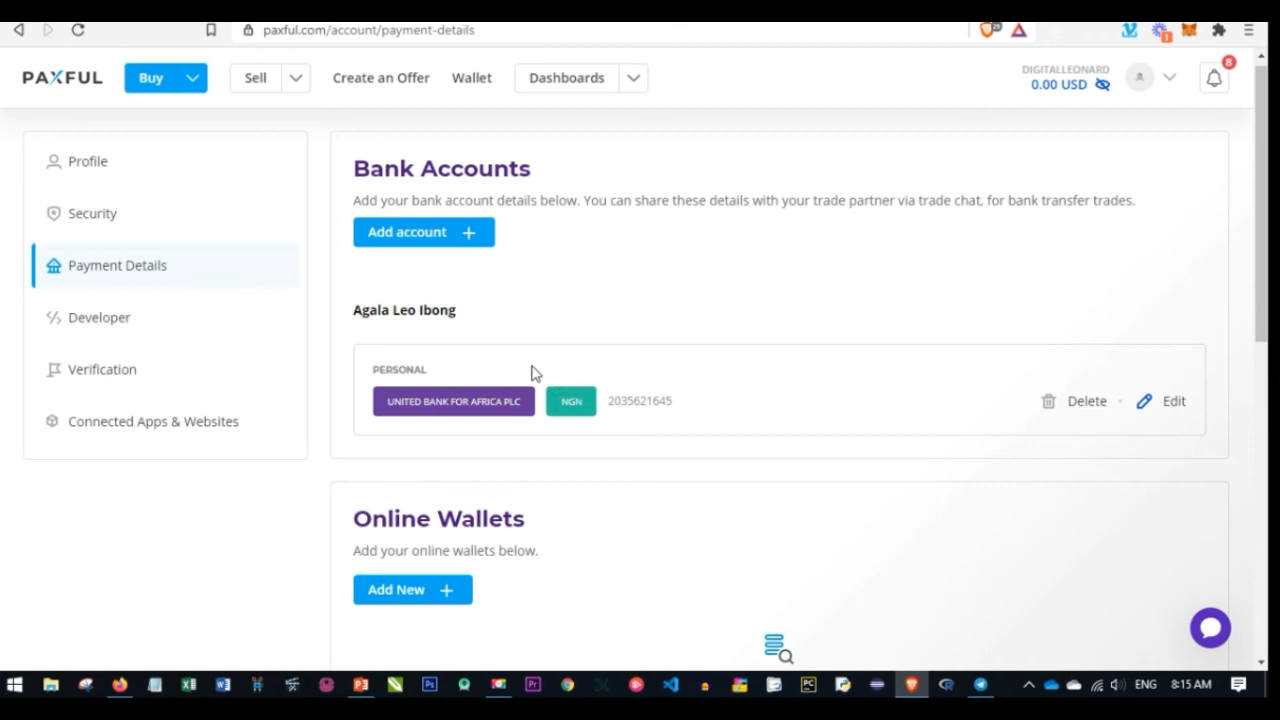 paxful.com/account/payment-details
PAXFUL Buy Sell Create an Offer Wallet Dashboards DIGITALLEONARD 8
0.00 USD
Profile
Security
Payment Details
Developer
Verification
Connected Apps & Websites
Bank Accounts
Add your bank account details below. You can share these details with your trade partner via trade chat, for bank transfer trades.
Add account +
Agala Leo Ibong
PERSONAL
UNITED BANK FOR AFRICA PLC NGN 2035621645 Delete Edit
Online Wallets
Add your online wallets below.
Add New +
ENG 8:15 AM